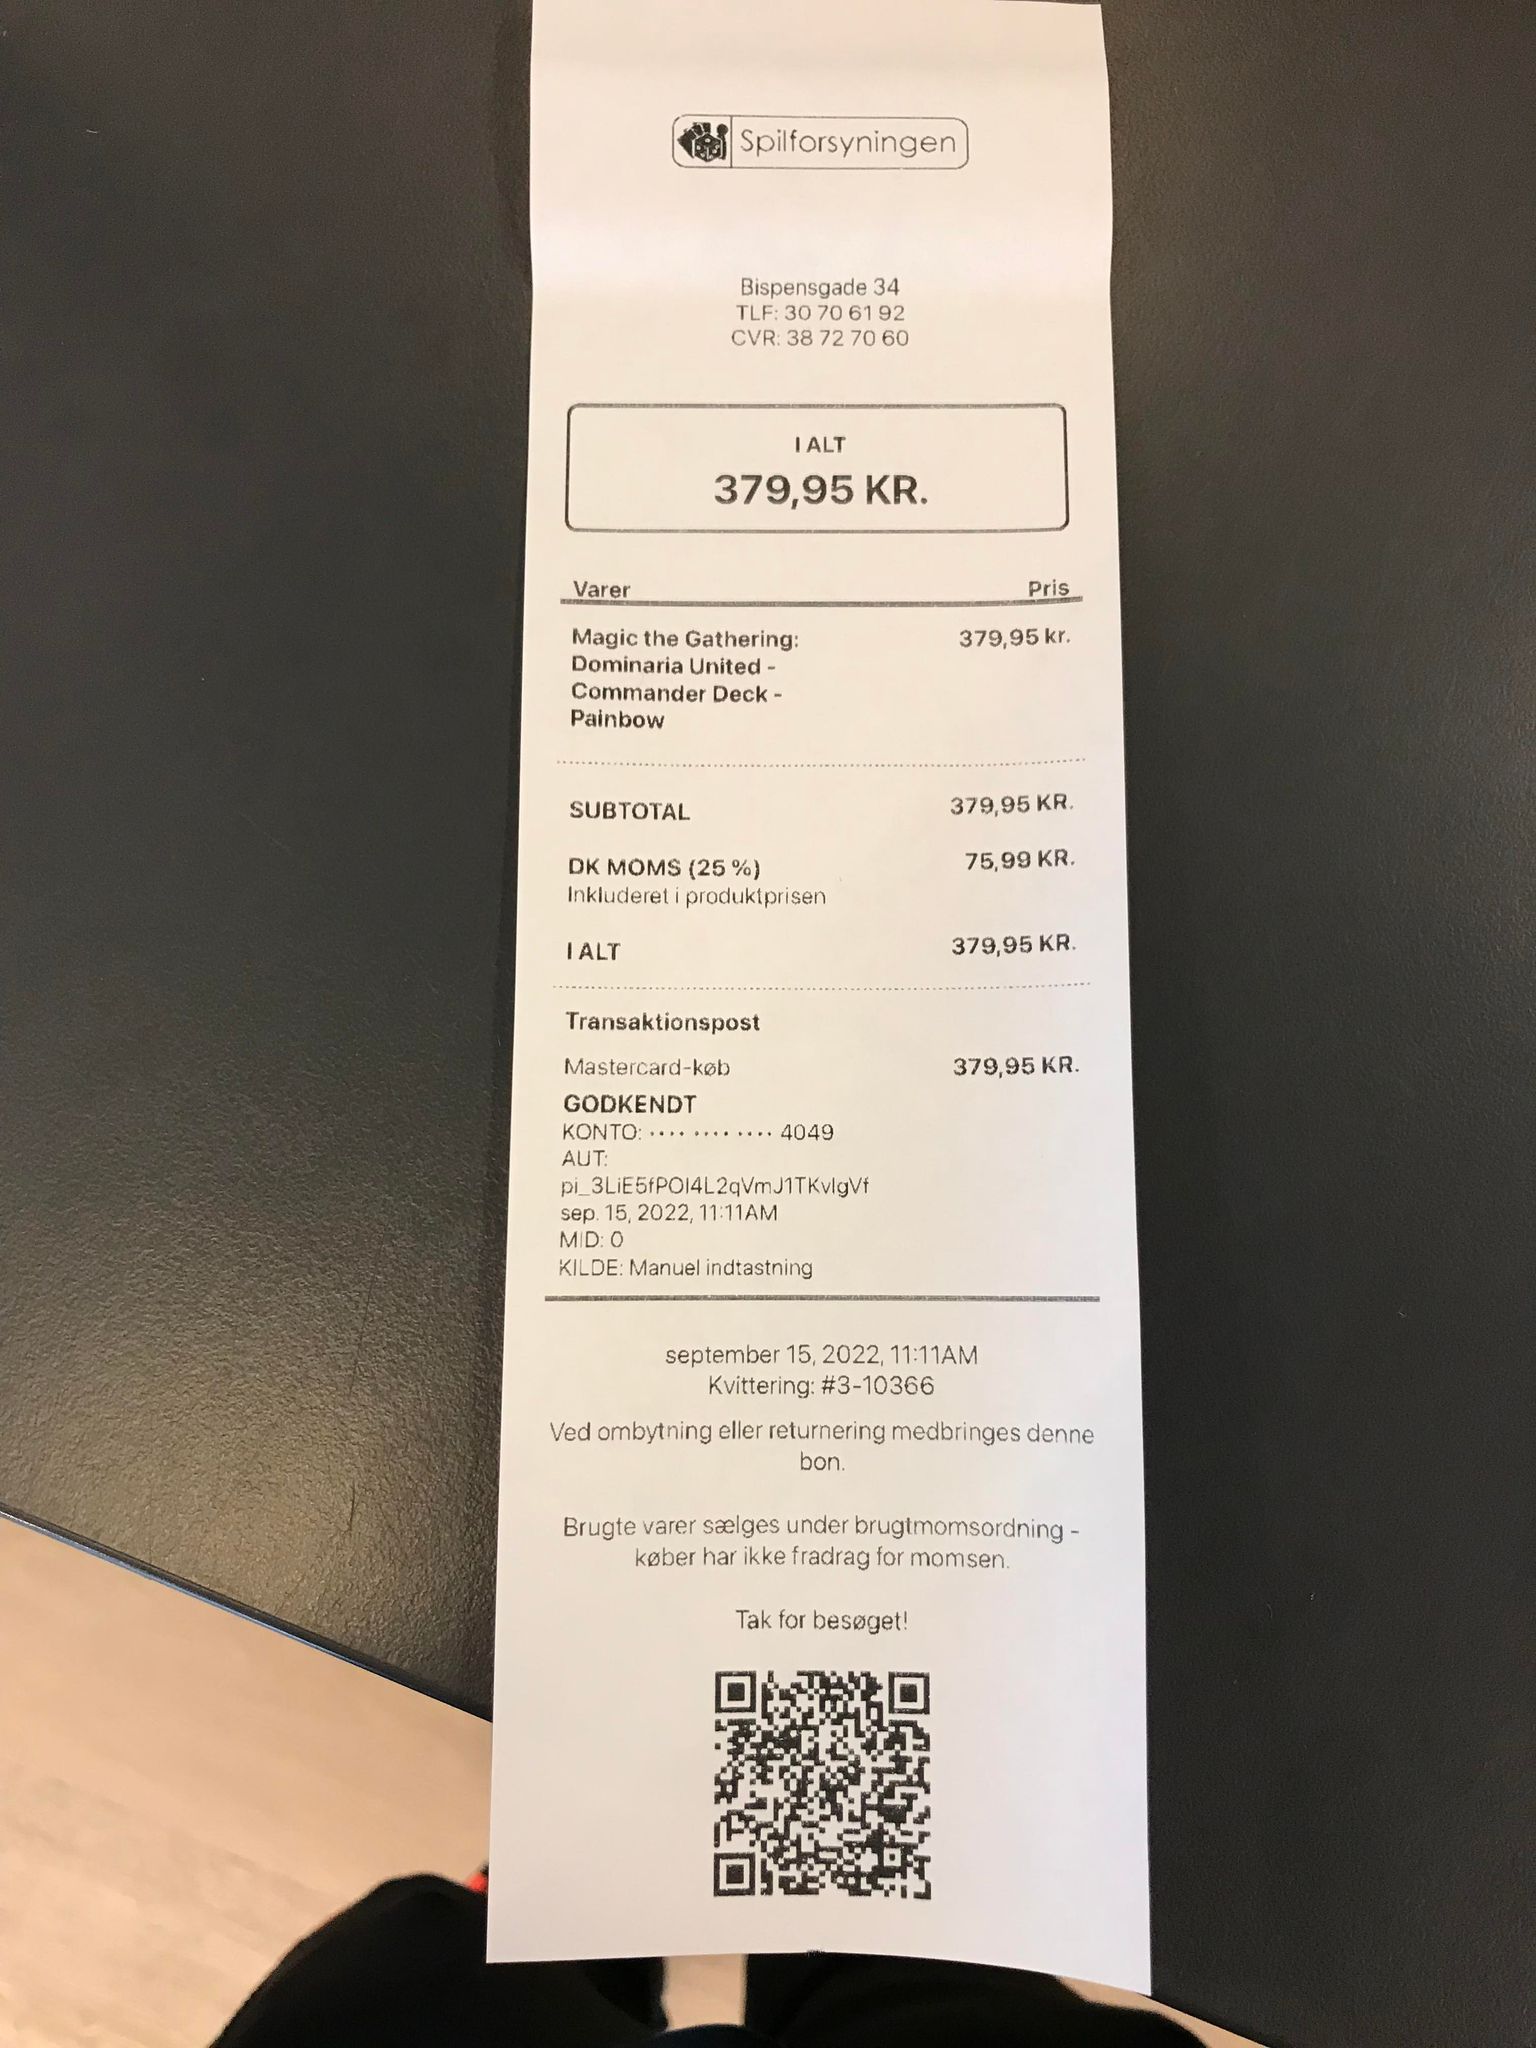 Spilforsyningen
Bispensgade 34
TLF: 30 70 61 92
CVR: 38 72 70 60
I ALT
379,95 KR.
Varer Pris
Magic the Gathering: 379,95 kr.
Dominaria United -
Commander Deck -
Painbow
SUBTOTAL 379,95 KR.
DK MOMS (25 %) 75,99 KR.
Inkluderet i produktprisen
I ALT 379,95 KR.
Transaktionspost
Mastercard-køb 379,95 KR.
GODKENDT
KONTO: ···· ···· ···· 4049
AUT:
pi_3LiE5fPOI4L2qVmJ1TKvIgVf
sep. 15, 2022, 11:11AM
MID: 0
KILDE: Manuel indtastning
september 15, 2022, 11:11AM
Kvittering: #3-10366
Ved ombytning eller returnering medbringes denne
bon.
Brugte varer sælges under brugtmomsordning -
køber har ikke fradrag for momsen.
Tak for besøget!